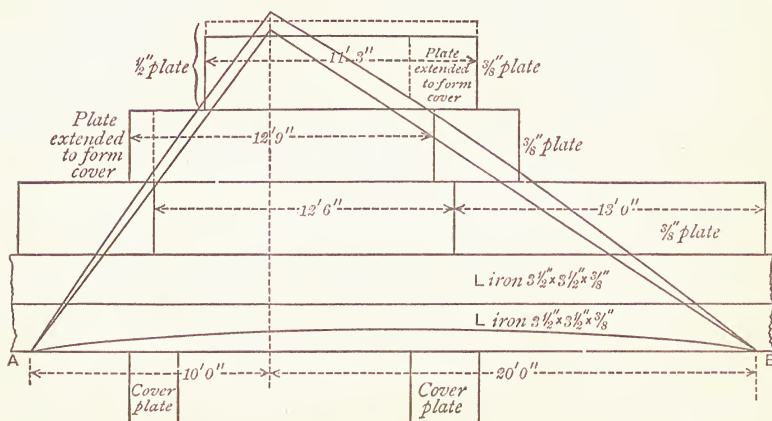 ½" plate
11'-3"
Plate
extended
to form
cover
⅜" plate
Plate
extended
to form
cover
12'9"
⅜" plate
12'6"
13'0"
⅜" plate
L iron 3½" × 3½" × ⅜"
L iron 3½" × 3½" × ⅜"
A
B
10'0"
20'0"
Cover
plate
Cover
plate